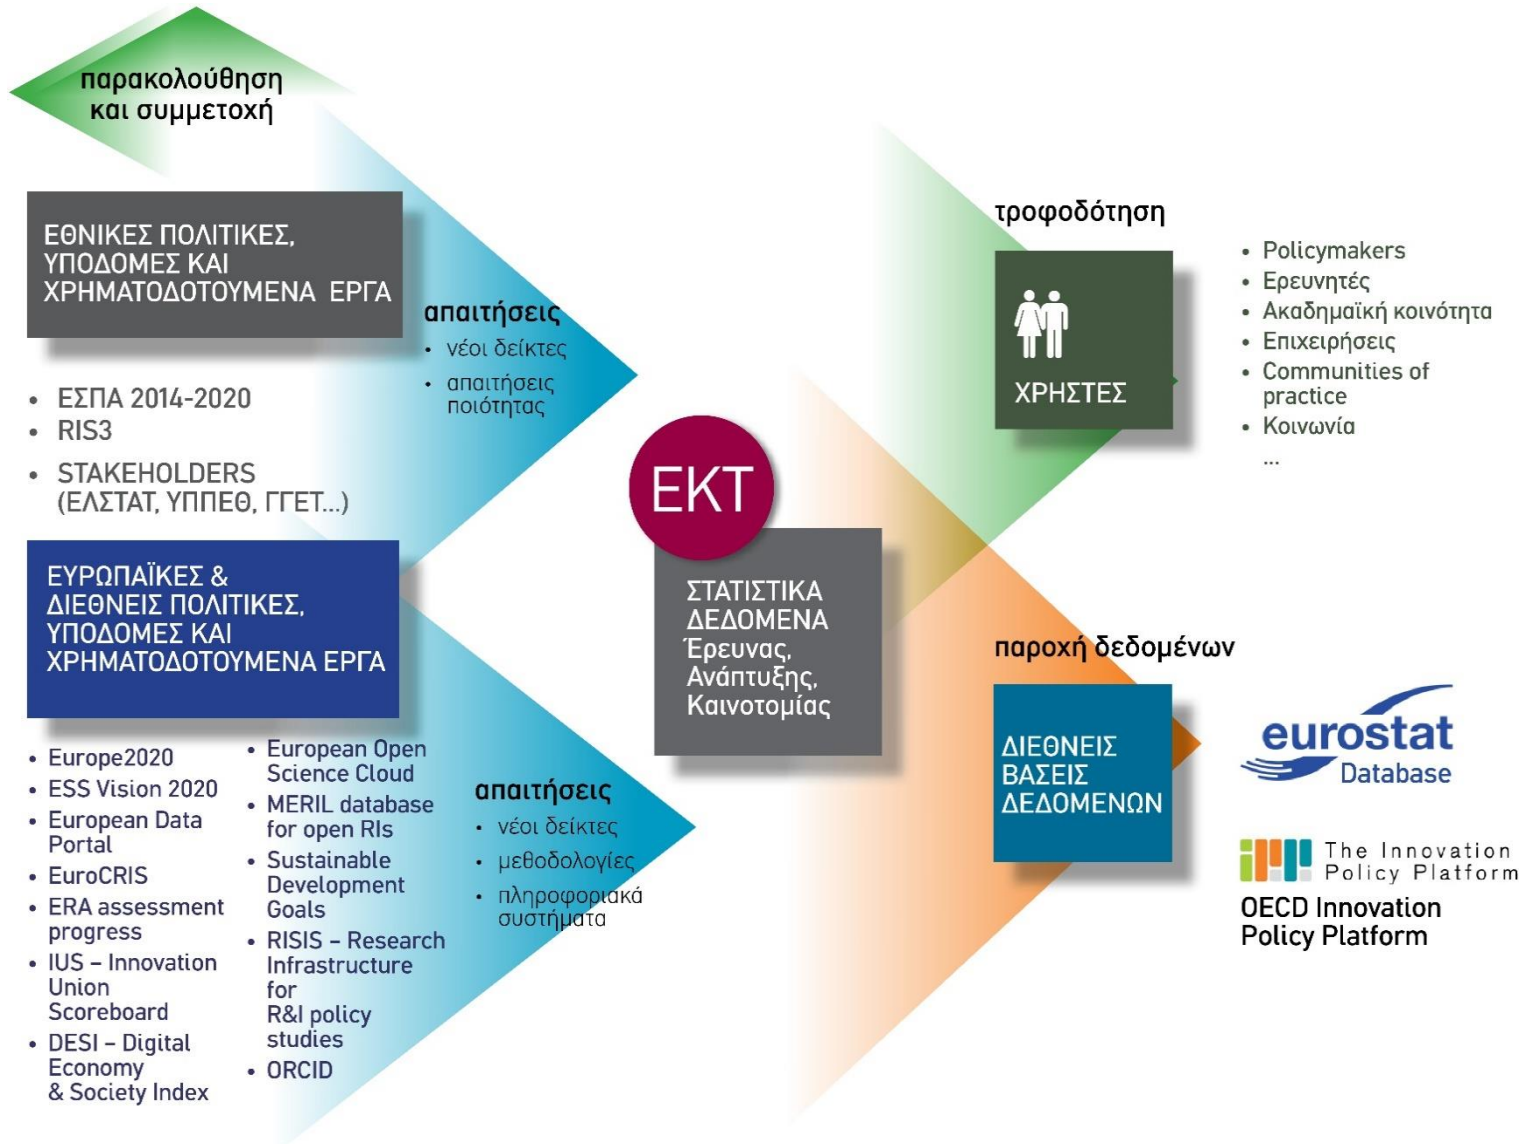 παρακολούθηση
και συμμετοχή
ΕΘΝΙΚΕΣ ΠΟΛΙΤΙΚΕΣ,
ΥΠΟΔΟΜΕΣ ΚΑΙ
ΧΡΗΜΑΤΟΔΟΤΟΥΜΕΝΑ ΕΡΓΑ
• ΕΣΠΑ 2014-2020
• RIS3
• STAKEHOLDERS
(ΕΛΣΤΑΤ, ΥΠΠΕΘ, ΓΓΕΤ...)
απαιτήσεις
• νέοι δείκτες
• απαιτήσεις
ποιότητας
ΕΥΡΩΠΑΪΚΕΣ &
ΔΙΕΘΝΕΙΣ ΠΟΛΙΤΙΚΕΣ,
ΥΠΟΔΟΜΕΣ ΚΑΙ
ΧΡΗΜΑΤΟΔΟΤΟΥΜΕΝΑ ΕΡΓΑ
• Europe2020
• ESS Vision 2020
• European Data
Portal
• EuroCRIS
• ERA assessment
progress
• IUS – Innovation
Union
Scoreboard
• DESI – Digital
Economy
& Society Index
• European Open
Science Cloud
• MERIL database
for open RIs
• Sustainable
Development
Goals
• RISIS – Research
Infrastructure
for
R&I policy
studies
• ORCID
απαιτήσεις
• νέοι δείκτες
• μεθοδολογίες
• πληροφοριακά
συστήματα
ΕΚΤ
ΣΤΑΤΙΣΤΙΚΑ
ΔΕΔΟΜΕΝΑ
Έρευνας,
Ανάπτυξης,
Καινοτομίας
τροφοδότηση
ΧΡΗΣΤΕΣ
• Policymakers
• Ερευνητές
• Ακαδημαϊκή κοινότητα
• Επιχειρήσεις
• Communities of
practice
• Κοινωνία
...
παροχή δεδομένων
ΔΙΕΘΝΕΙΣ
ΒΑΣΕΙΣ
ΔΕΔΟΜΕΝΩΝ
eurostat
Database
The Innovation
Policy Platform
OECD Innovation
Policy Platform